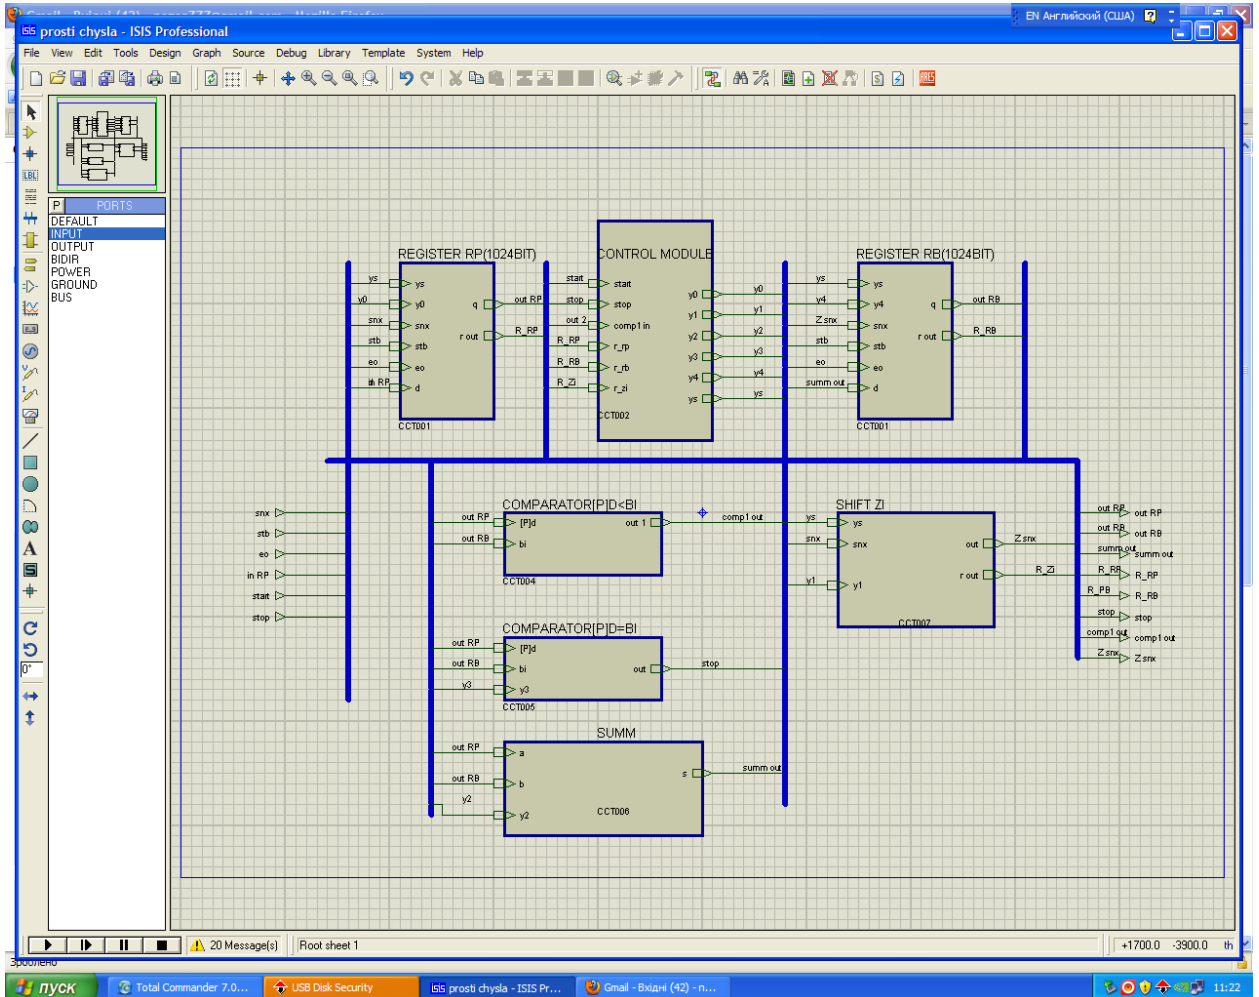 EN Английский (США)
prosti chysla - ISIS Professional
File View Edit Tools Design Graph Source Debug Library Template System Help
P PORTS
DEFAULT
INPUT
OUTPUT
BIDIR
POWER
GROUND
BUS
LBL
A
S
0°
REGISTER RP(1024BIT)
ys ys
y0 y0 q out RP
snx snx
stb stb r out R_RP
eo eo
in RP d
CCT001
CONTROL MODULE
start start
stop stop y0 y0
out 2 comp1 in y1 y1
R_RP r_rp y2 y2
R_RB r_rb y3 y3
R_Zi r_zi y4 y4
ys ys
CCT002
REGISTER RB(1024BIT)
ys ys
y4 y4 q out RB
Z snx snx
stb stb r out R_RB
eo eo
summ out d
CCT001
snx
stb
eo
in RP
start
stop
COMPARATOR[P]D<BI
out RP [P]d out 1 comp1 out
out RB bi
CCT004
COMPARATOR[P]D=BI
out RP [P]d
out RB bi out stop
y3 y3
CCT005
SUMM
out RP a
s summ out
out RB b
y2 y2
CCT006
SHIFT ZI
ys ys
snx snx out Z snx
r out R_Zi
y1 y1
CCT007
out RP out RP
out RB out RB
summ out summ out
R_RP R_RP
R_PB R_RB
stop stop
comp1 out comp1 out
Z snx Z snx
20 Message(s) Root sheet 1 +1700.0 -3900.0 th
Зроблено
пуск Total Commander 7.0... USB Disk Security prosti chysla - ISIS Pr... Gmail - Вхідні (42) - n... 11:22